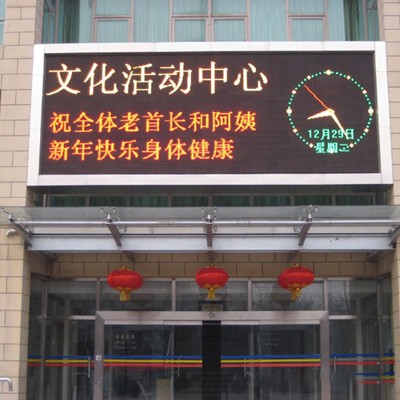 文化活动中心
祝全体老首长和阿姨
新年快乐身体健康
12月29日
星期二